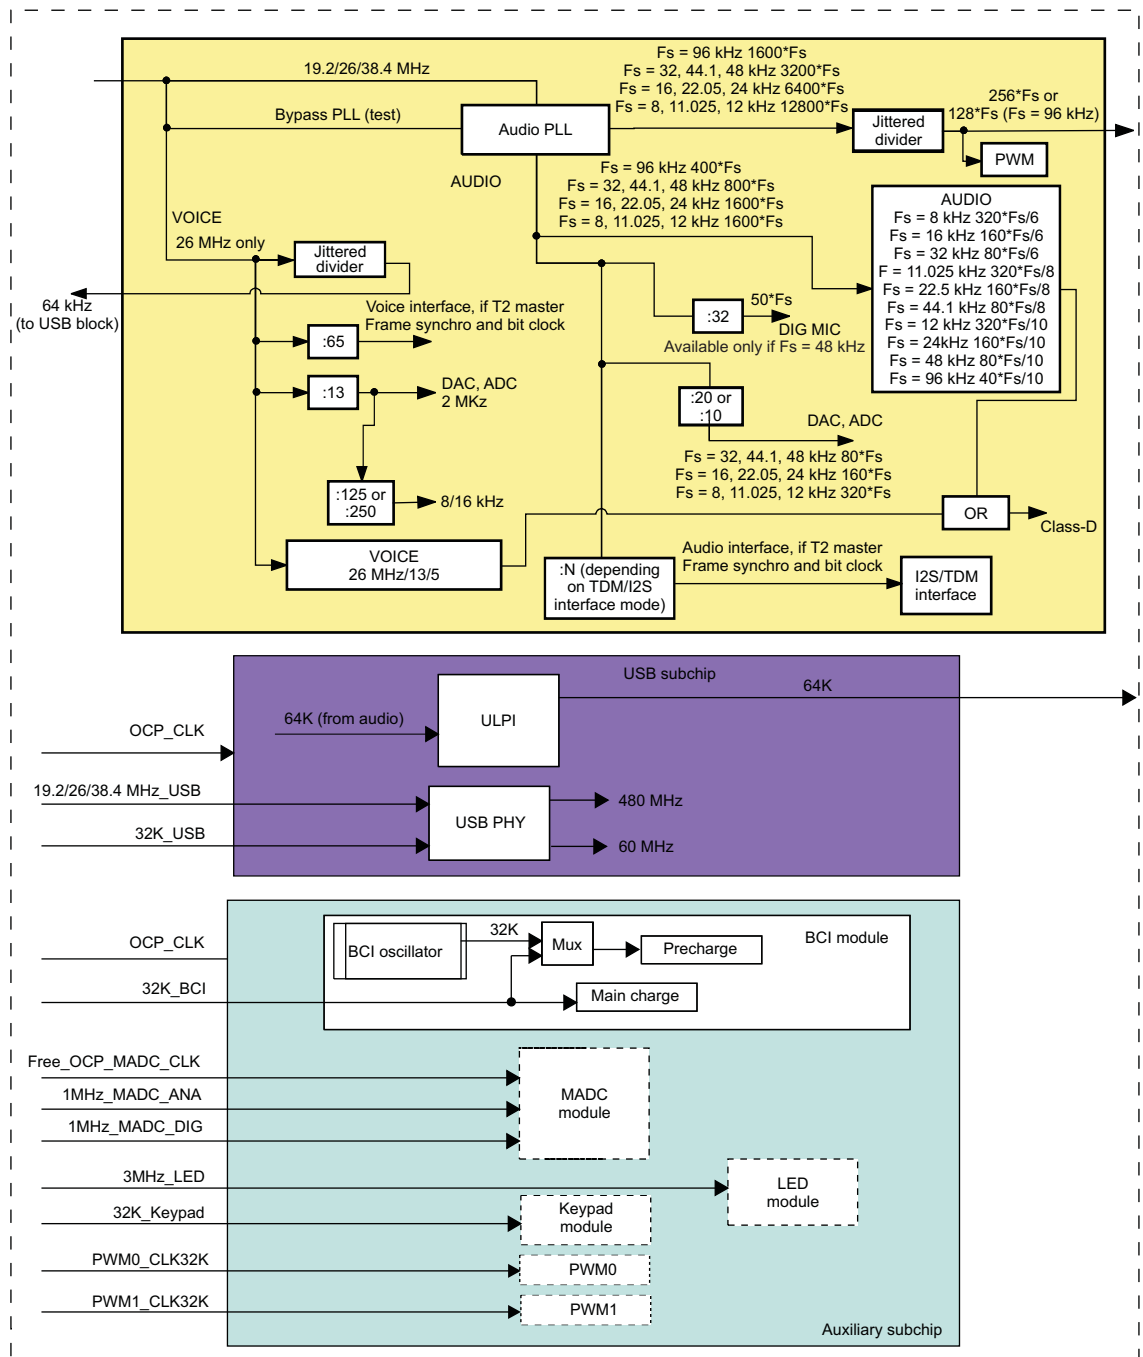 19.2/26/38.4 MHz
Fs = 96 kHz 1600*Fs
Fs = 32, 44.1, 48 kHz 3200*Fs
Fs = 16, 22.05, 24 kHz 6400*Fs
Fs = 8, 11.025, 12 kHz 12800*Fs
256*Fs or
128*Fs (Fs = 96 kHz)
Bypass PLL (test)
Audio PLL
Jittered
divider
PWM
AUDIO
Fs = 96 kHz 400*Fs
Fs = 32, 44.1, 48 kHz 800*Fs
Fs = 16, 22.05, 24 kHz 1600*Fs
Fs = 8, 11.025, 12 kHz 1600*Fs
AUDIO
Fs = 8 kHz 320*Fs/6
Fs = 16 kHz 160*Fs/6
Fs = 32 kHz 80*Fs/6
F = 11.025 kHz 320*Fs/8
Fs = 22.5 kHz 160*Fs/8
Fs = 44.1 kHz 80*Fs/8
Fs = 12 kHz 320*Fs/10
Fs = 24kHz 160*Fs/10
Fs = 48 kHz 80*Fs/10
Fs = 96 kHz 40*Fs/10
VOICE
26 MHz only
Jittered
divider
64 kHz
(to USB block)
Voice interface, if T2 master
Frame synchro and bit clock
:65
:32
50*Fs
DIG MIC
Available only if Fs = 48 kHz
:13
DAC, ADC
2 MKz
:20 or
:10
DAC, ADC
Fs = 32, 44.1, 48 kHz 80*Fs
Fs = 16, 22.05, 24 kHz 160*Fs
Fs = 8, 11.025, 12 kHz 320*Fs
:125 or
:250
8/16 kHz
OR
Class-D
VOICE
26 MHz/13/5
:N (depending
on TDM/I2S
interface mode)
Audio interface, if T2 master
Frame synchro and bit clock
I2S/TDM
interface
USB subchip
64K
OCP_CLK
64K (from audio)
ULPI
19.2/26/38.4 MHz_USB
32K_USB
USB PHY
480 MHz
60 MHz
OCP_CLK
BCI oscillator
32K
Mux
Precharge
BCI module
32K_BCI
Main charge
Free_OCP_MADC_CLK
1MHz_MADC_ANA
1MHz_MADC_DIG
MADC
module
3MHz_LED
LED
module
32K_Keypad
Keypad
module
PWM0_CLK32K
PWM0
PWM1_CLK32K
PWM1
Auxiliary subchip